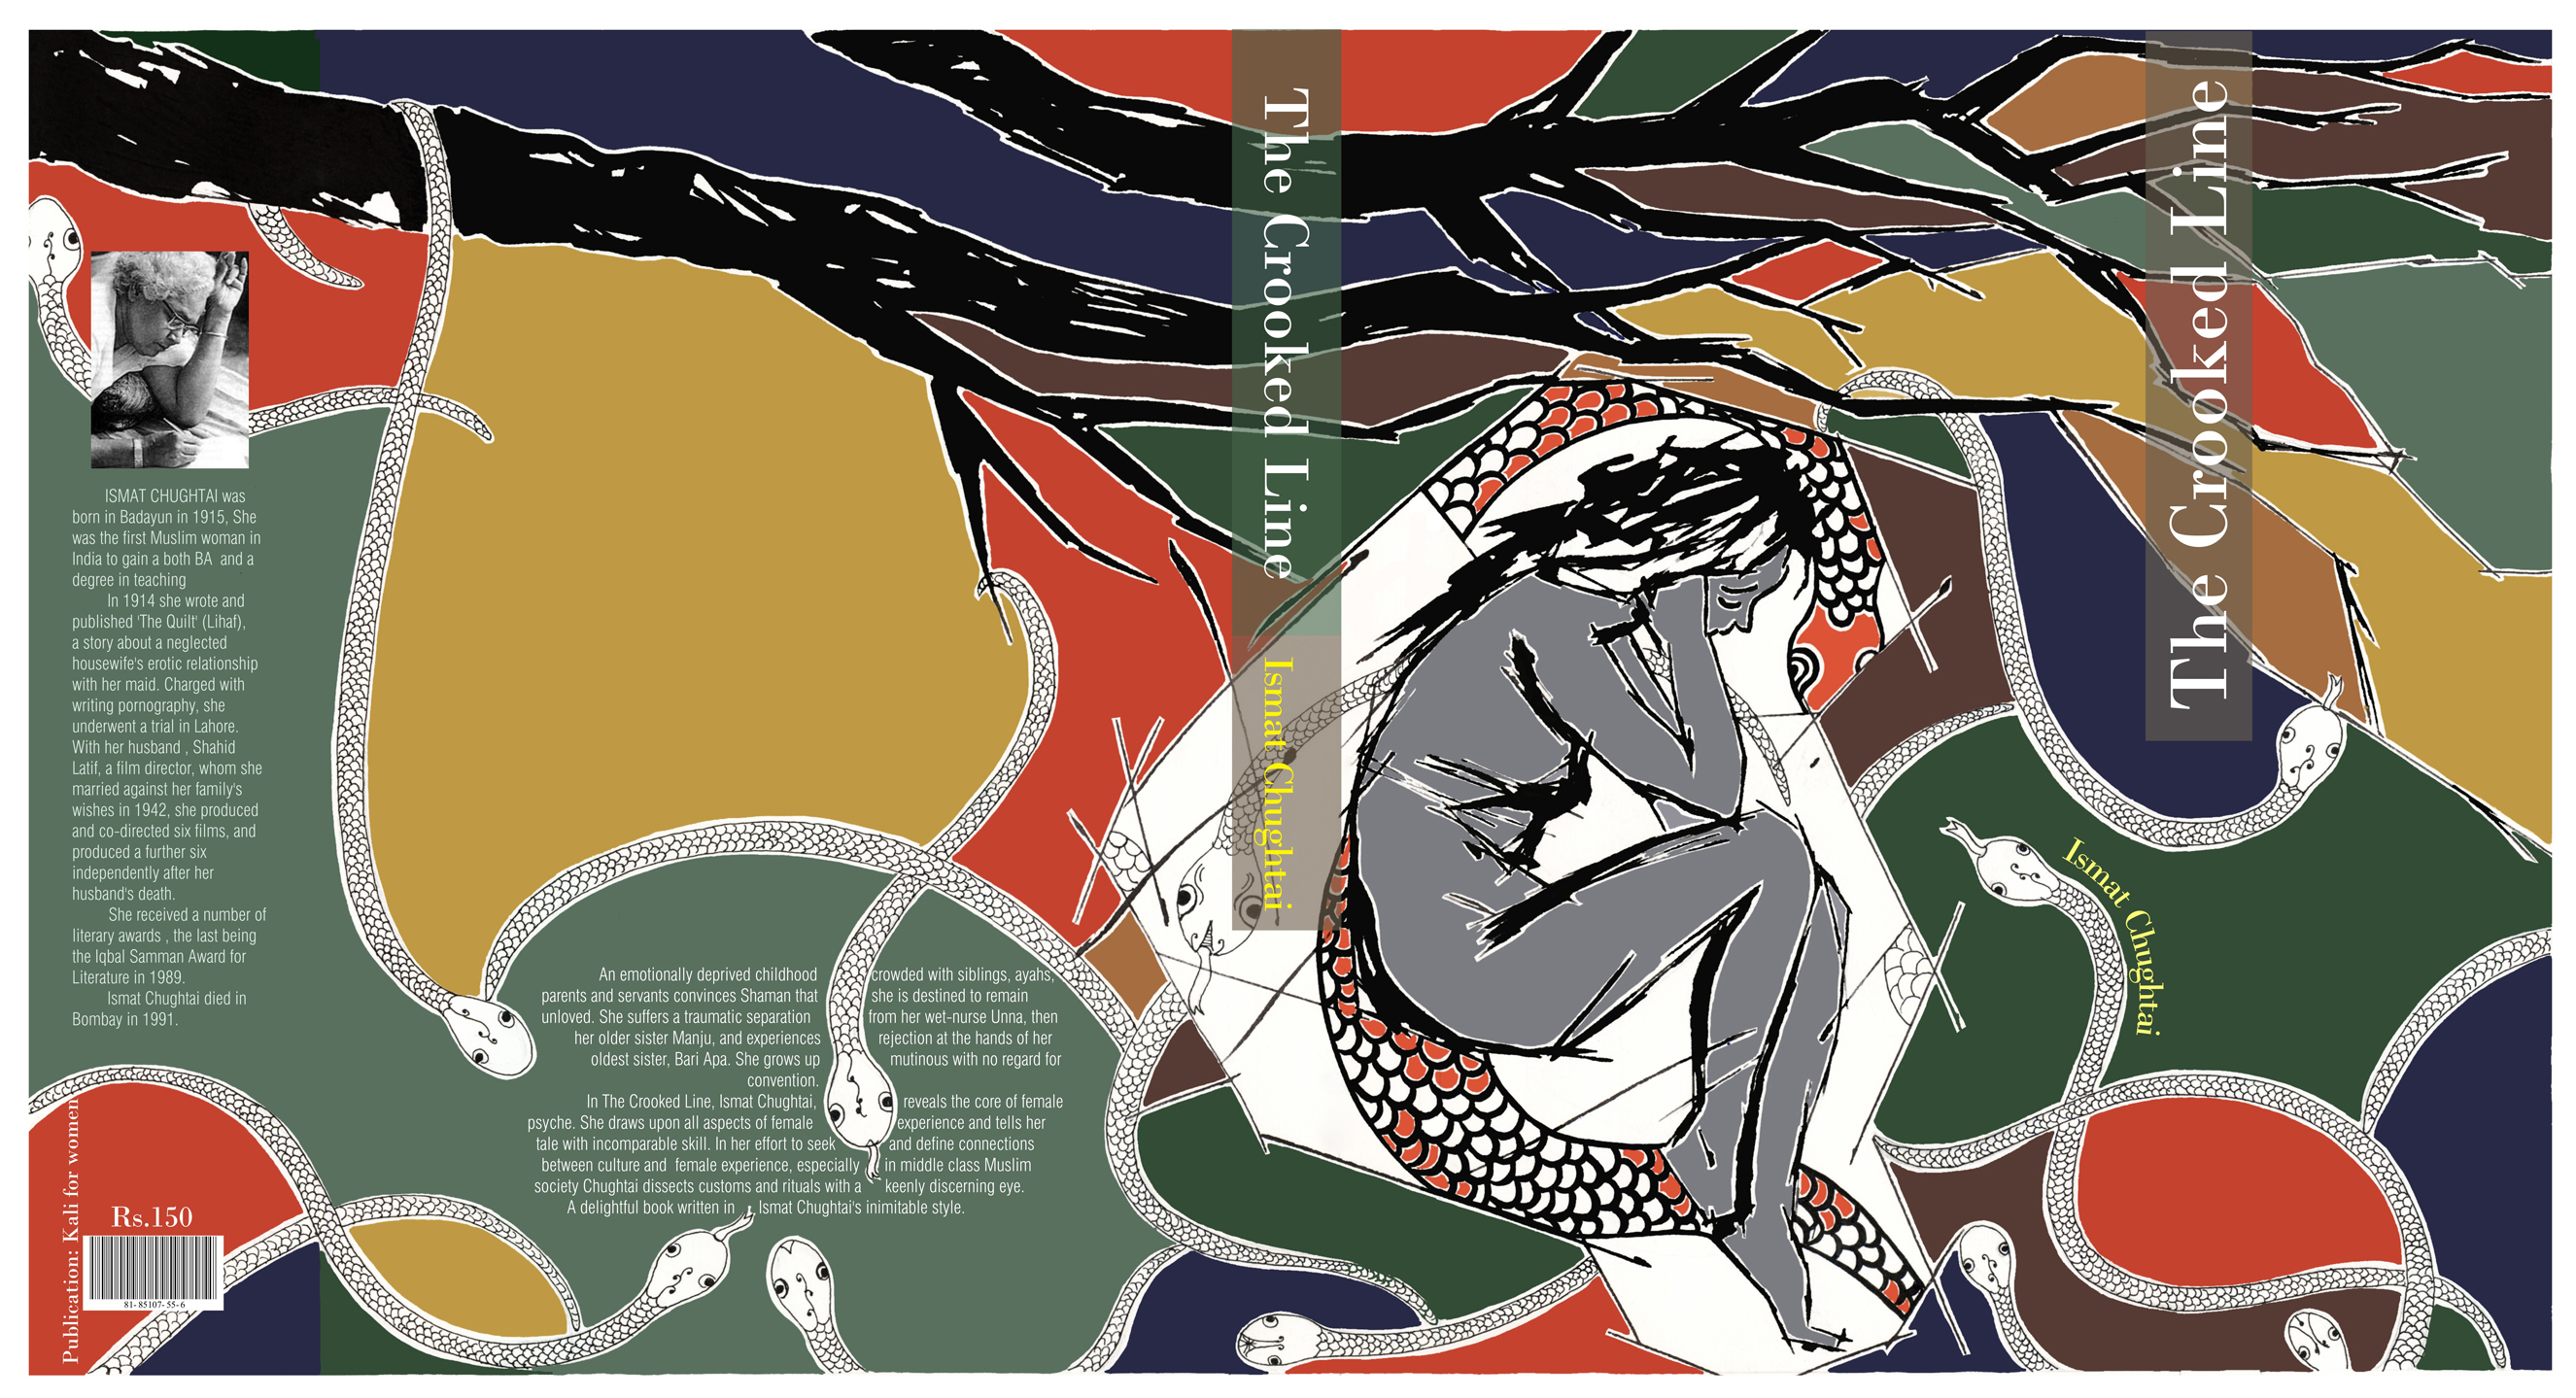 ISMAT CHUGHTAI was
born in Badayun in 1915, She
was the first Muslim woman in
India to gain a both BA and a
degree in teaching
In 1914 she wrote and
published 'The Quilt' (Lihaf),
a story about a neglected
housewife's erotic relationship
with her maid. Charged with
writing pornography, she
underwent a trial in Lahore.
With her husband , Shahid
Latif, a film director, whom she
married against her family's
wishes in 1942, she produced
and co-directed six films, and
produced a further six
independently after her
husband's death.
She received a number of
literary awards , the last being
the Iqbal Samman Award for
Literature in 1989.
Ismat Chughtai died in
Bombay in 1991.
Publication: Kali for women
Rs.150
81-85107-55-6
An emotionally deprived childhood crowded with siblings, ayahs,
parents and servants convinces Shaman that she is destined to remain
unloved. She suffers a traumatic separation from her wet-nurse Unna, then
her older sister Manju, and experiences rejection at the hands of her
oldest sister, Bari Apa. She grows up mutinous with no regard for
convention.
In The Crooked Line, Ismat Chughtai, reveals the core of female
psyche. She draws upon all aspects of female experience and tells her
tale with incomparable skill. In her effort to seek and define connections
between culture and female experience, especially in middle class Muslim
society Chughtai dissects customs and rituals with a keenly discerning eye.
A delightful book written in Ismat Chughtai's inimitable style.
The Crooked Line
Ismat Chughtai
The Crooked Line
Ismat Chughtai